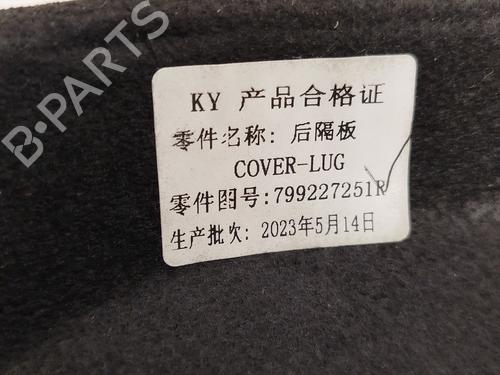 B-PARTS
KY 产品合格证
零件名称: 后隔板
COVER-LUG
零件图号:799227251R
生产批次: 2023年5月14日